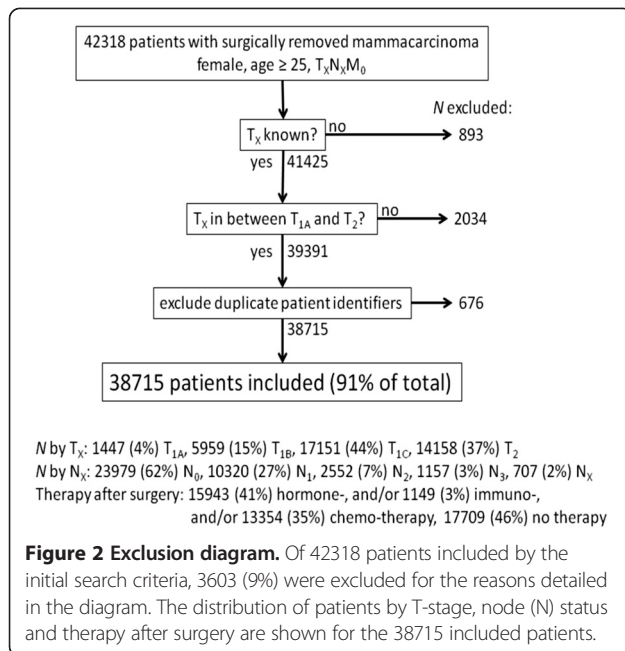 42318 patients with surgically removed mammacarcinoma
female, age ≥ 25, TXNXM0
N excluded:
TX known?
no
893
yes
41425
TX in between T1A and T2?
no
2034
yes
39391
exclude duplicate patient identifiers
676
38715
38715 patients included (91% of total)
N by TX: 1447 (4%) T1A, 5959 (15%) T1B, 17151 (44%) T1C, 14158 (37%) T2
N by NX: 23979 (62%) N0, 10320 (27%) N1, 2552 (7%) N2, 1157 (3%) N3, 707 (2%) NX
Therapy after surgery: 15943 (41%) hormone-, and/or 1149 (3%) immuno-,
and/or 13354 (35%) chemo-therapy, 17709 (46%) no therapy
Figure 2 Exclusion diagram. Of 42318 patients included by the
initial search criteria, 3603 (9%) were excluded for the reasons detailed
in the diagram. The distribution of patients by T-stage, node (N) status
and therapy after surgery are shown for the 38715 included patients.